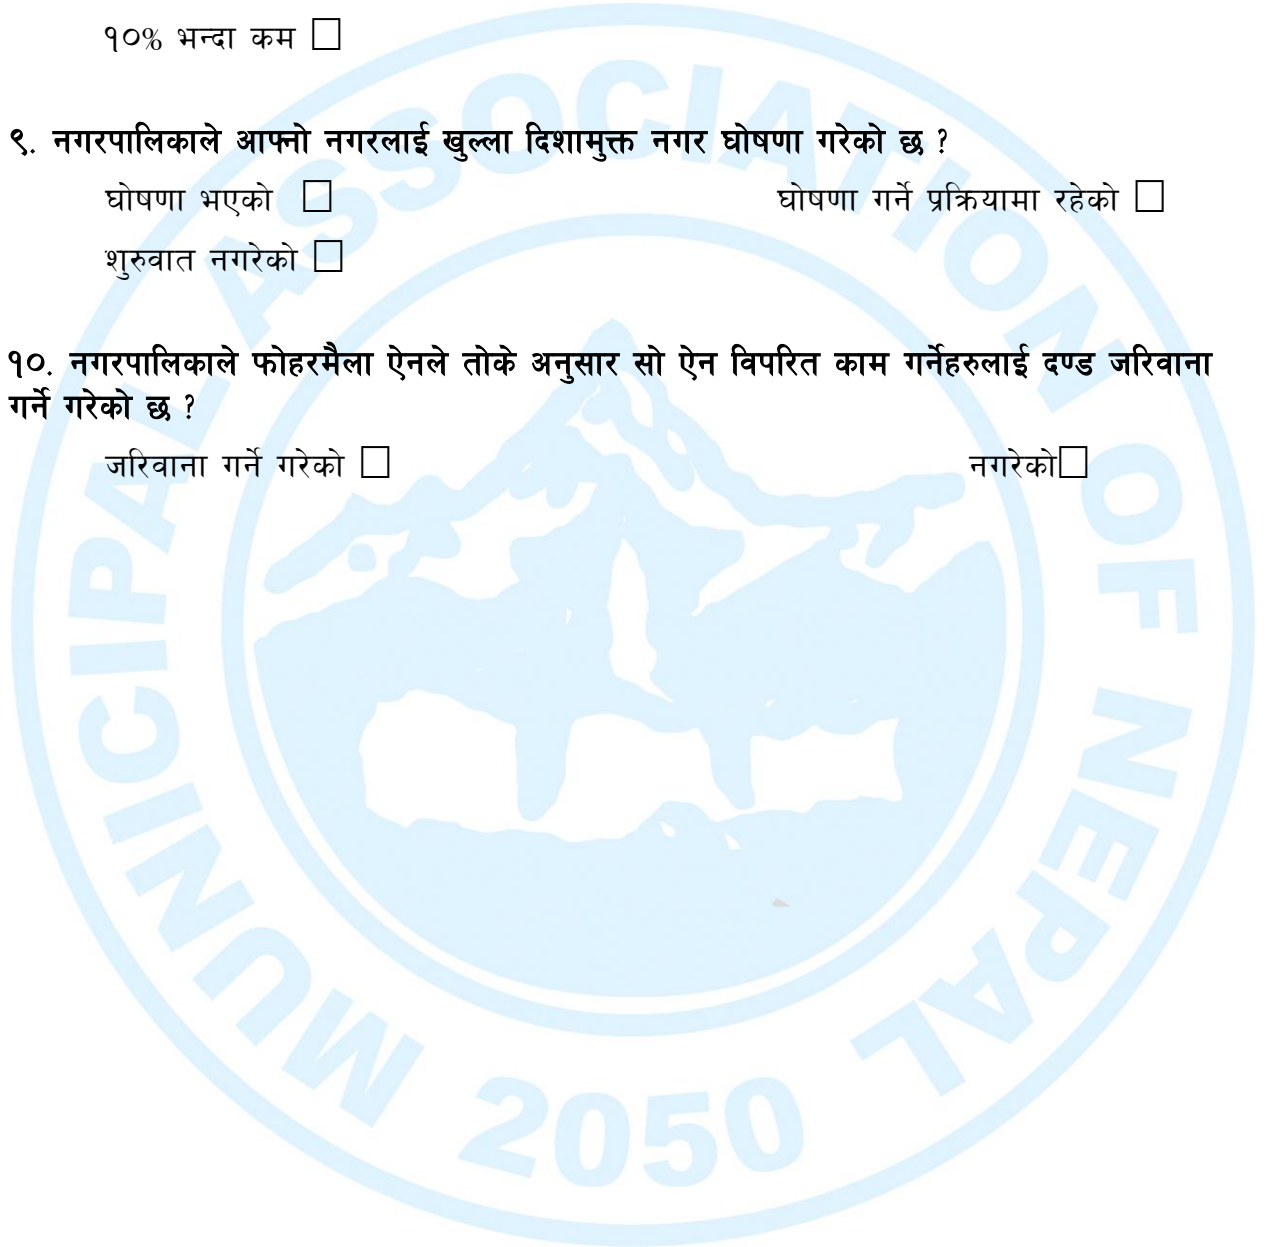 १०% भन्दा कम □
९. नगरपालिकाले आफ्नो नगरलाई खुल्ला दिशामुक्त नगर घोषणा गरेको छ ?
घोषणा भएको □ घोषणा गर्ने प्रक्रियामा रहेको □
शुरुवात नगरेको □
१०. नगरपालिकाले फोहरमैला ऐनले तोके अनुसार सो ऐन विपरित काम गर्नेहरुलाई दण्ड जरिवाना
गर्ने गरेको छ ?
जरिवाना गर्ने गरेको □ नगरेको□
MUNICIPAL ASSOCIATION OF NEPAL
2050